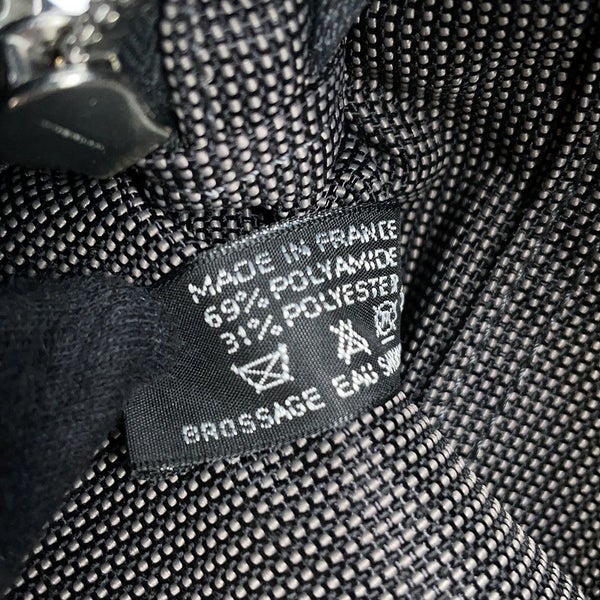 MADE IN FRANCE
69% POLYAMIDE
31% POLYESTER
BROSSAGE EAU